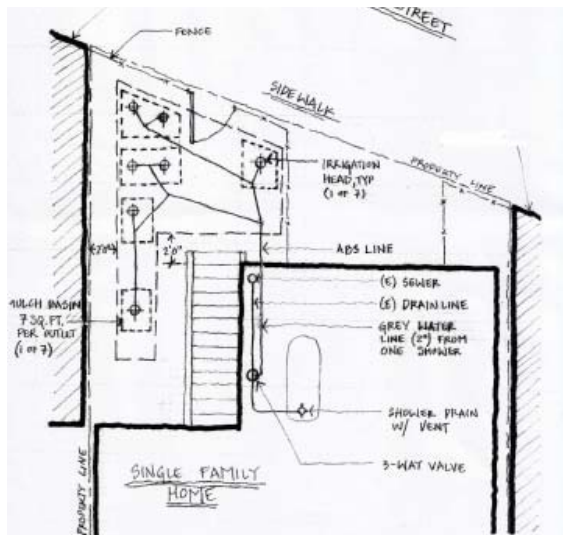 STREET
FENCE
SIDEWALK
PROPERTY LINE
IRRIGATION
HEAD, TYP
(1 OF 7)
ABS LINE
2'0"
(E) SEWER
(E) DRAIN LINE
GREY WATER
LINE (2") FROM
ONE SHOWER
MULCH BASIN
7 SQ. FT.
PER OUTLET
(1 OF 7)
SHOWER DRAIN
W/ VENT
3-WAY VALVE
SINGLE FAMILY
HOME
PROPERTY LINE